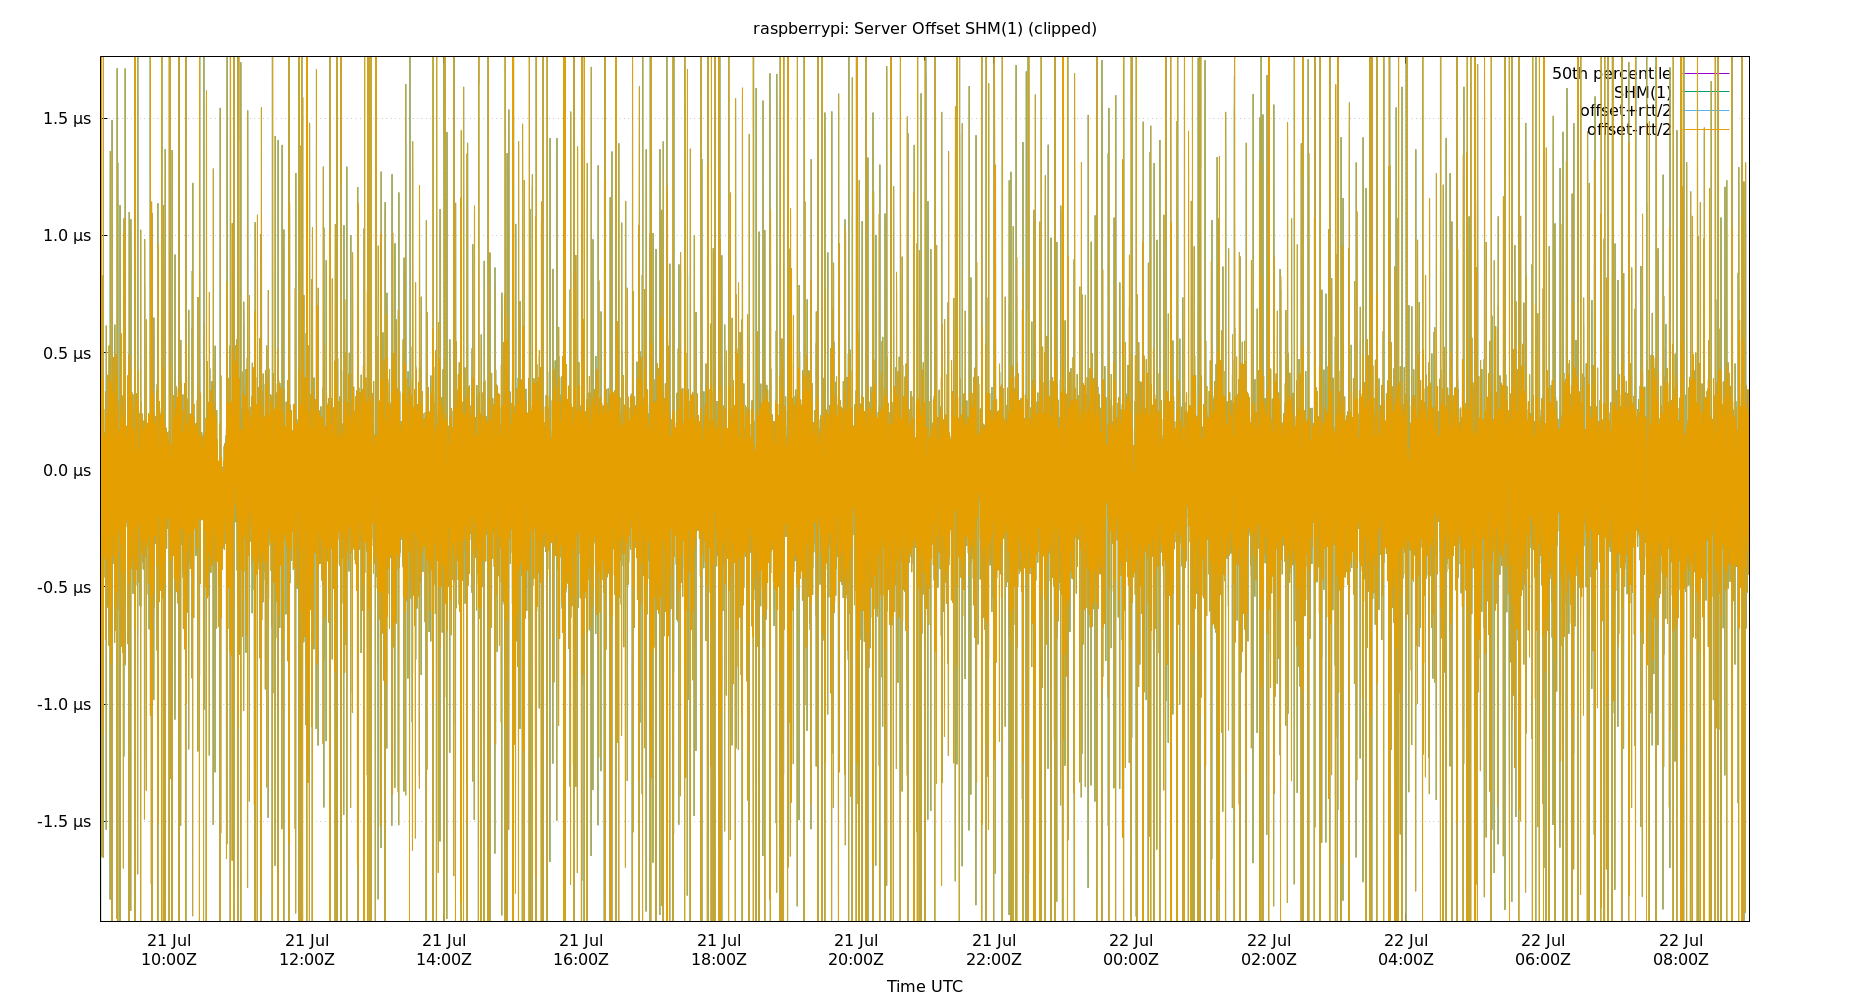 raspberrypi: Server Offset SHM(1) (clipped)
50th percentile
SHM(1)
offset+rtt/2
offset-rtt/2
1.5 µs
1.0 µs
0.5 µs
0.0 µs
-0.5 µs
-1.0 µs
-1.5 µs
21 Jul 21 Jul 21 Jul 21 Jul 21 Jul 21 Jul 21 Jul 22 Jul 22 Jul 22 Jul 22 Jul 22 Jul
10:00Z 12:00Z 14:00Z 16:00Z 18:00Z 20:00Z 22:00Z 00:00Z 02:00Z 04:00Z 06:00Z 08:00Z
Time UTC